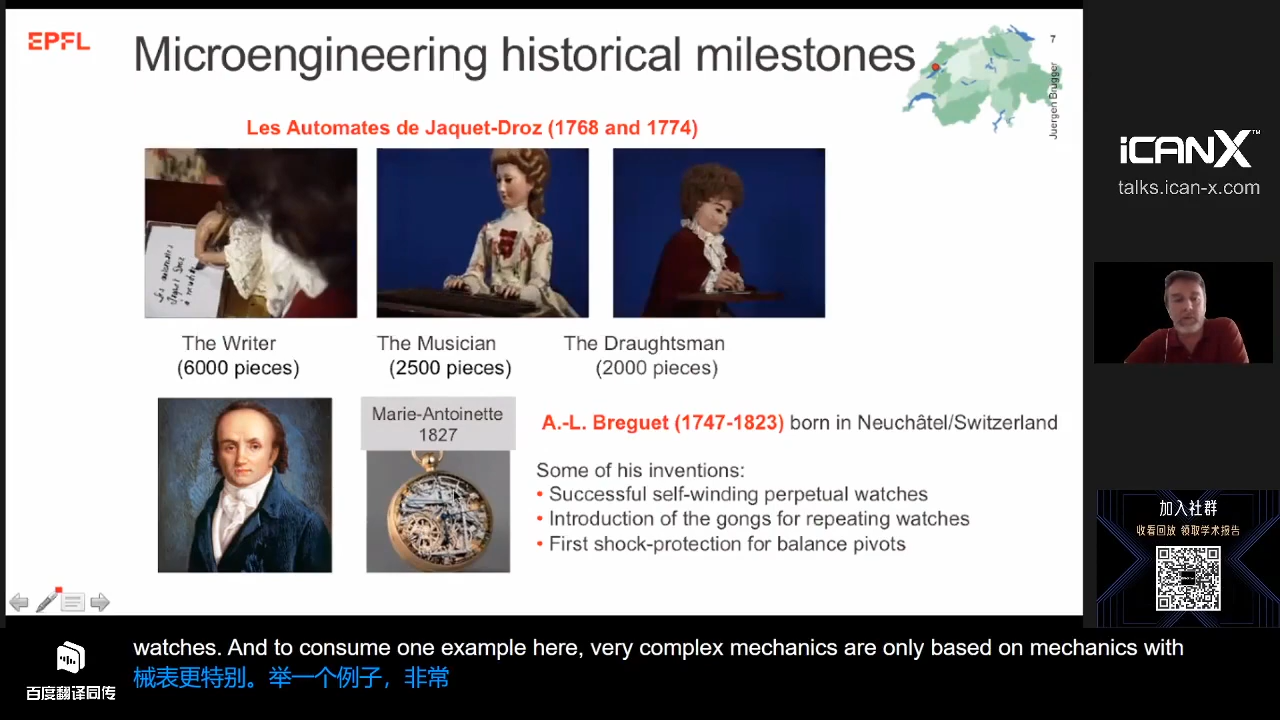 EPFL
Microengineering historical milestones
7
Juergen Brugger
Les Automates de Jaquet-Droz (1768 and 1774)
The Writer
(6000 pieces)
The Musician
(2500 pieces)
The Draughtsman
(2000 pieces)
Marie-Antoinette
1827
A.-L. Breguet (1747-1823) born in Neuchâtel/Switzerland
Some of his inventions:
• Successful self-winding perpetual watches
• Introduction of the gongs for repeating watches
• First shock-protection for balance pivots
iCANX™
talks.ican-x.com
加入社群
收看回放 领取学术报告
百度翻译同传
watches. And to consume one example here, very complex mechanics are only based on mechanics with
械表更特别。举一个例子，非常